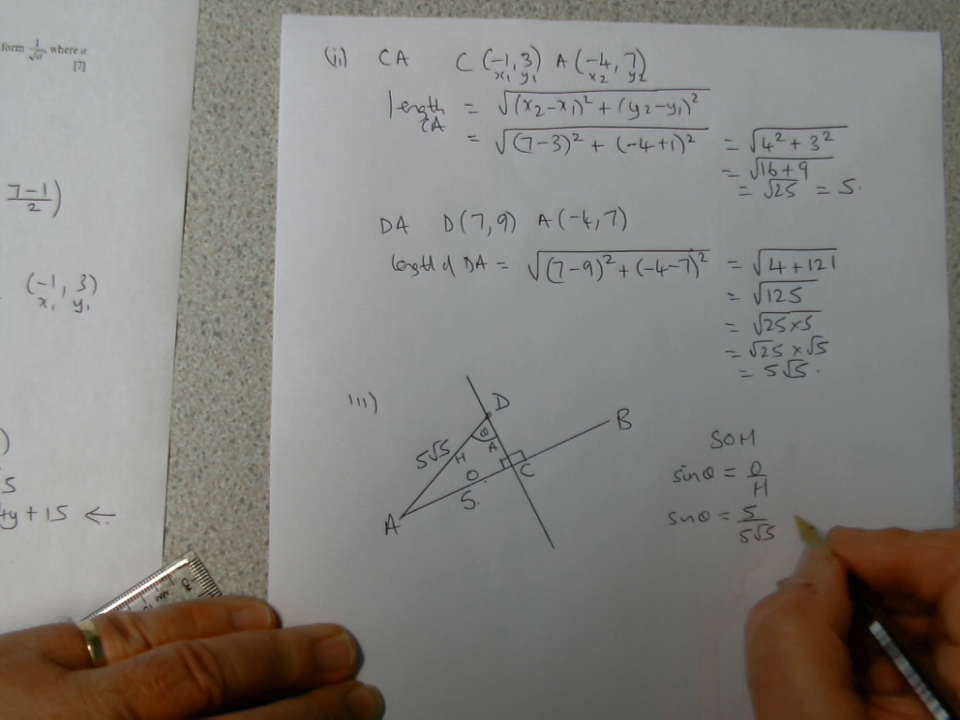 form 1/√a where a
[7]
7-1/2)
(-1, 3)
x₁ y₁
)
5
4y + 15 ←
(ii) CA C(-1, 3) A(-4, 7)
x₁ y₁ x₂ y₂
length CA = √(x₂-x₁)² + (y₂-y₁)²
= √(7-3)² + (-4+1)² = √4² + 3²
= √16+9
= √25 = 5.
DA D(7, 9) A(-4, 7)
length of DA = √(7-9)² + (-4-7)² = √4 + 121
= √125
= √25×5
= √25 × √5
= 5√5.
iii)
D
B
θ
A
5√5
H
O
C
5.
A
SOH
sinθ = O/H
sinθ = 5/5√5